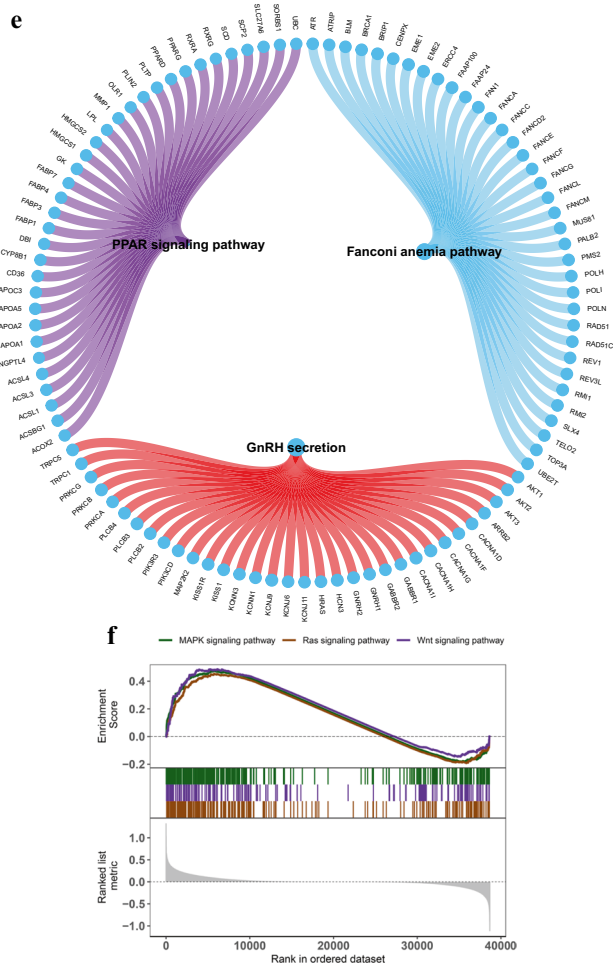 e
UBC
SORBS1
SLC27A6
SCP2
SCD
RXRG
RXRA
PPARG
PPARD
PLTP
PLIN2
OLR1
MMP1
LPL
HMGCS2
HMGCS1
GK
FABP7
FABP4
FABP3
FABP1
DBI
CYP8B1
CD36
APOC3
APOA5
APOA2
APOA1
NGPTL4
ACSL4
ACSL3
ACSL1
ACSBG1
ACOX2
PPAR signaling pathway
ATR
ATRIP
BLM
BRCA1
BRIP1
CENPX
EME1
EME2
ERCC4
FAAP100
FAAP24
FAN1
FANCA
FANCC
FANCD2
FANCE
FANCF
FANCG
FANCL
FANCM
MUS81
PALB2
PMS2
POLH
POLI
POLN
RAD51
RAD51C
REV1
REV3L
RMI1
RMI2
SLX4
TELO2
TOP3A
UBE2T
Fanconi anemia pathway
GnRH secretion
TRPC5
TRPC1
PRKCG
PRKCB
PRKCA
PLCB4
PLCB3
PLCB2
PIK3R3
PIK3CD
MAP2K2
KISS1R
KISS1
KCNN3
KCNN1
KCNJ9
KCNJ6
KCNJ11
HRAS
HCN3
GNRH2
GNRH1
GABBR2
GABBR1
CACNA1I
CACNA1H
CACNA1G
CACNA1F
CACNA1D
ARRB2
AKT3
AKT2
AKT1
f
MAPK signaling pathway Ras signaling pathway Wnt signaling pathway
Enrichment
Score
0.4
0.2
0.0
−0.2
Ranked list
metric
1.0
0.5
0.0
−0.5
−1.0
0 10000 20000 30000 40000
Rank in ordered dataset